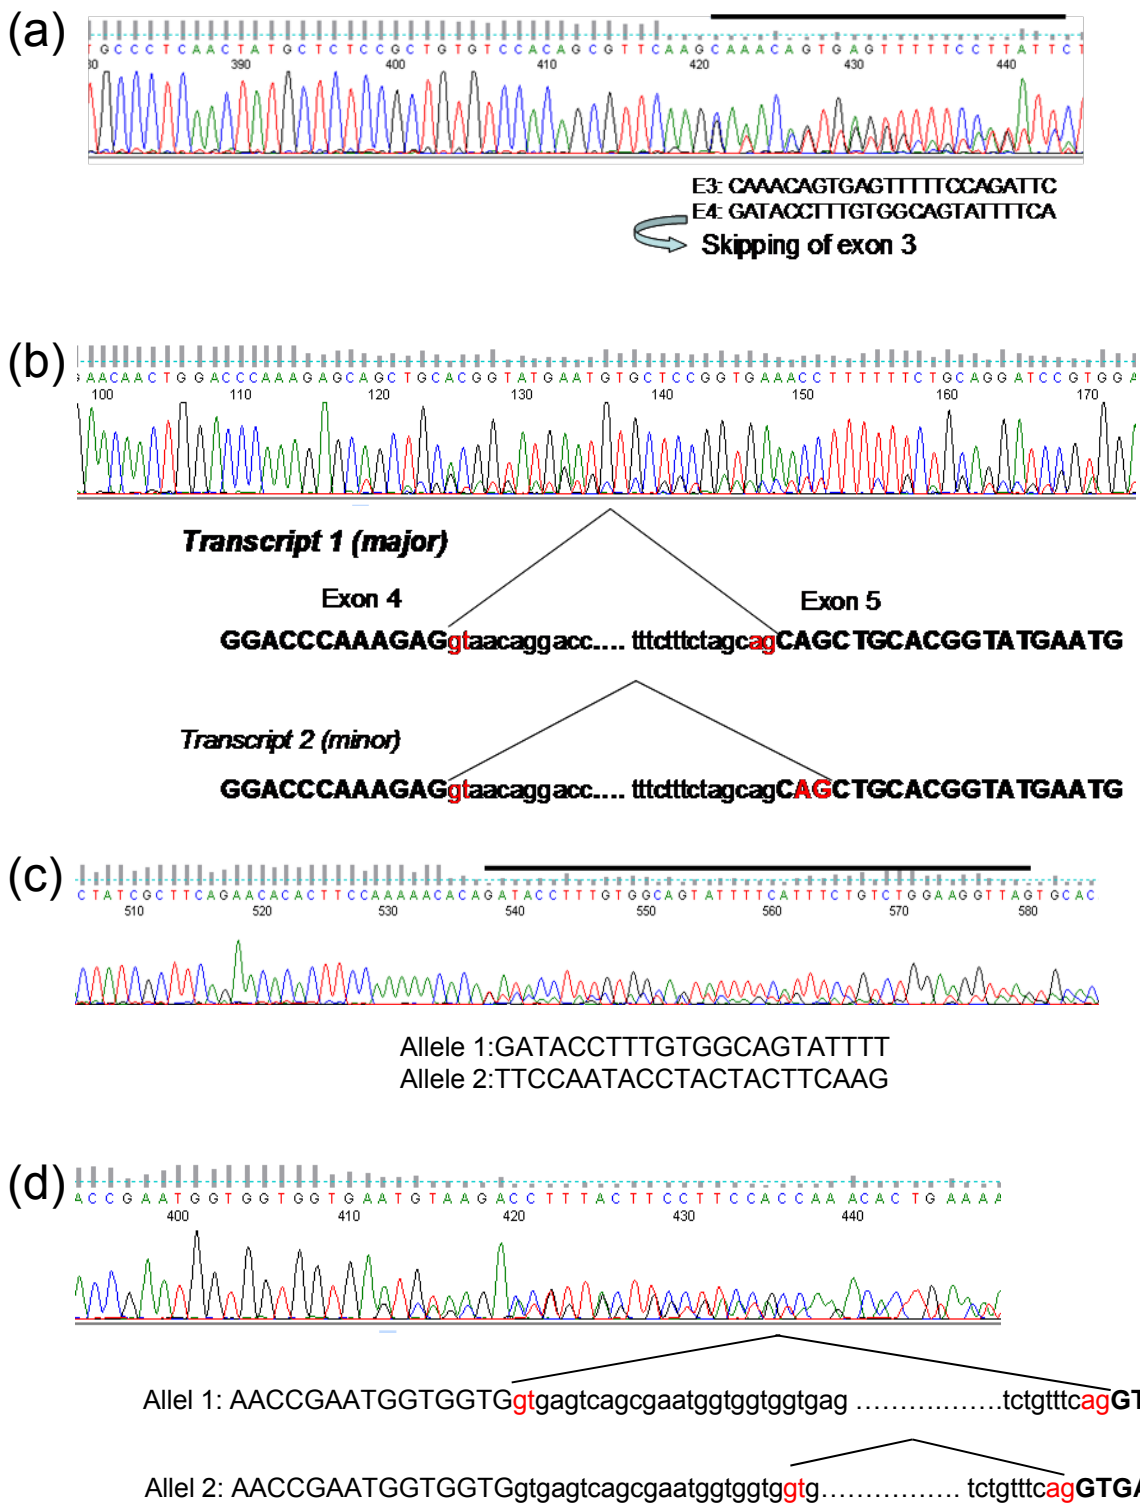 (a)
TGCCCTCAACTATGCTCTCCGCTGTGTCCACAGCGTTCAAGCAAACAGTGAGTTTTTCCTTATTCT
390 400 410 420 430 440
E3: CAAACAGTGAGTTTTTCCAGATTC
E4: GATACCTTTGTGGCAGTATTTTCA
Skipping of exon 3
(b)
GAACAACTGGACCCAAAGAGCAGCTGCACGGTATGAATGTGCTCCGGTGAAACCTTTTTTCTGCAGGATCCGTGGA
100 110 120 130 140 150 160 170
Transcript 1 (major)
Exon 4 Exon 5
GGACCCAAAGAGgtaacaggacc.... tttctttctagcagCAGCTGCACGGTATGAATG
Transcript 2 (minor)
GGACCCAAAGAGgtaacaggacc.... tttctttctagcagCAGCTGCACGGTATGAATG
(c)
CTATCGCTTCAGAACACACTTCCAAAAACACAGATACCTTTGTGGCAGTATTTTCATTTCTGTCTGGAAGGTTAGTGCAC
510 520 530 540 550 560 570 580
Allele 1:GATACCTTTGTGGCAGTATTTT
Allele 2:TTCCAATACCTACTACTTCAAG
(d)
ACCGAATGGTGGTGGTGAATGTAAGACCTTTACTTCCTTCCACCAAACACTGAAAA
400 410 420 430 440
Allel 1: AACCGAATGGTGGTGgtgagtcagcgaatggtggtggtgag ....................tctgtttcagGT
Allel 2: AACCGAATGGTGGTGgtgagtcagcgaatggtggtggtg................. tctgtttcagGTGA